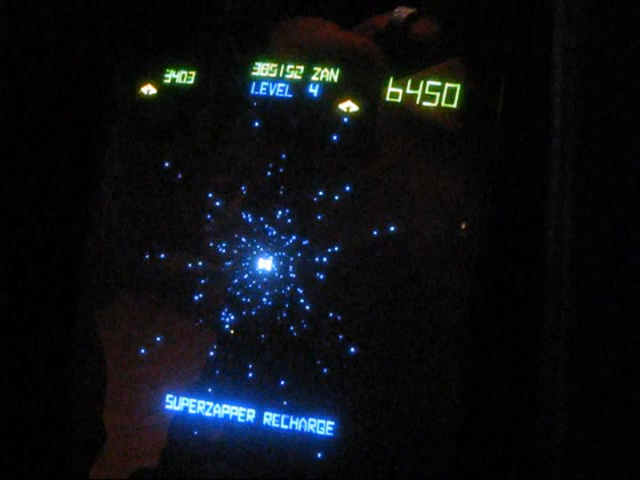 3403
385152 ZAN
6450
LEVEL 4
SUPERZAPPER RECHARGE